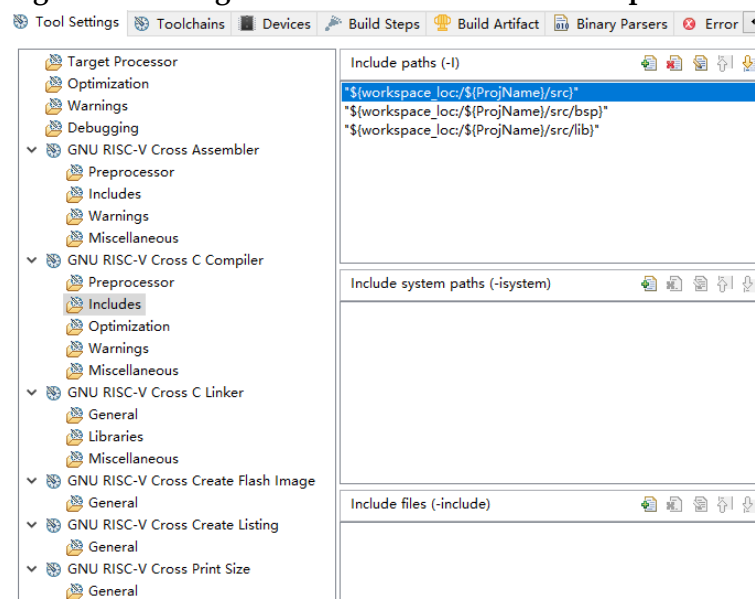 Tool Settings Toolchains Devices Build Steps Build Artifact Binary Parsers Error
Target Processor
Optimization
Warnings
Debugging
GNU RISC-V Cross Assembler
Preprocessor
Includes
Warnings
Miscellaneous
GNU RISC-V Cross C Compiler
Preprocessor
Includes
Optimization
Warnings
Miscellaneous
GNU RISC-V Cross C Linker
General
Libraries
Miscellaneous
GNU RISC-V Cross Create Flash Image
General
GNU RISC-V Cross Create Listing
General
GNU RISC-V Cross Print Size
General
Include paths (-I)
"${workspace_loc:/${ProjName}/src}"
"${workspace_loc:/${ProjName}/src/bsp}"
"${workspace_loc:/${ProjName}/src/lib}"
Include system paths (-isystem)
Include files (-include)